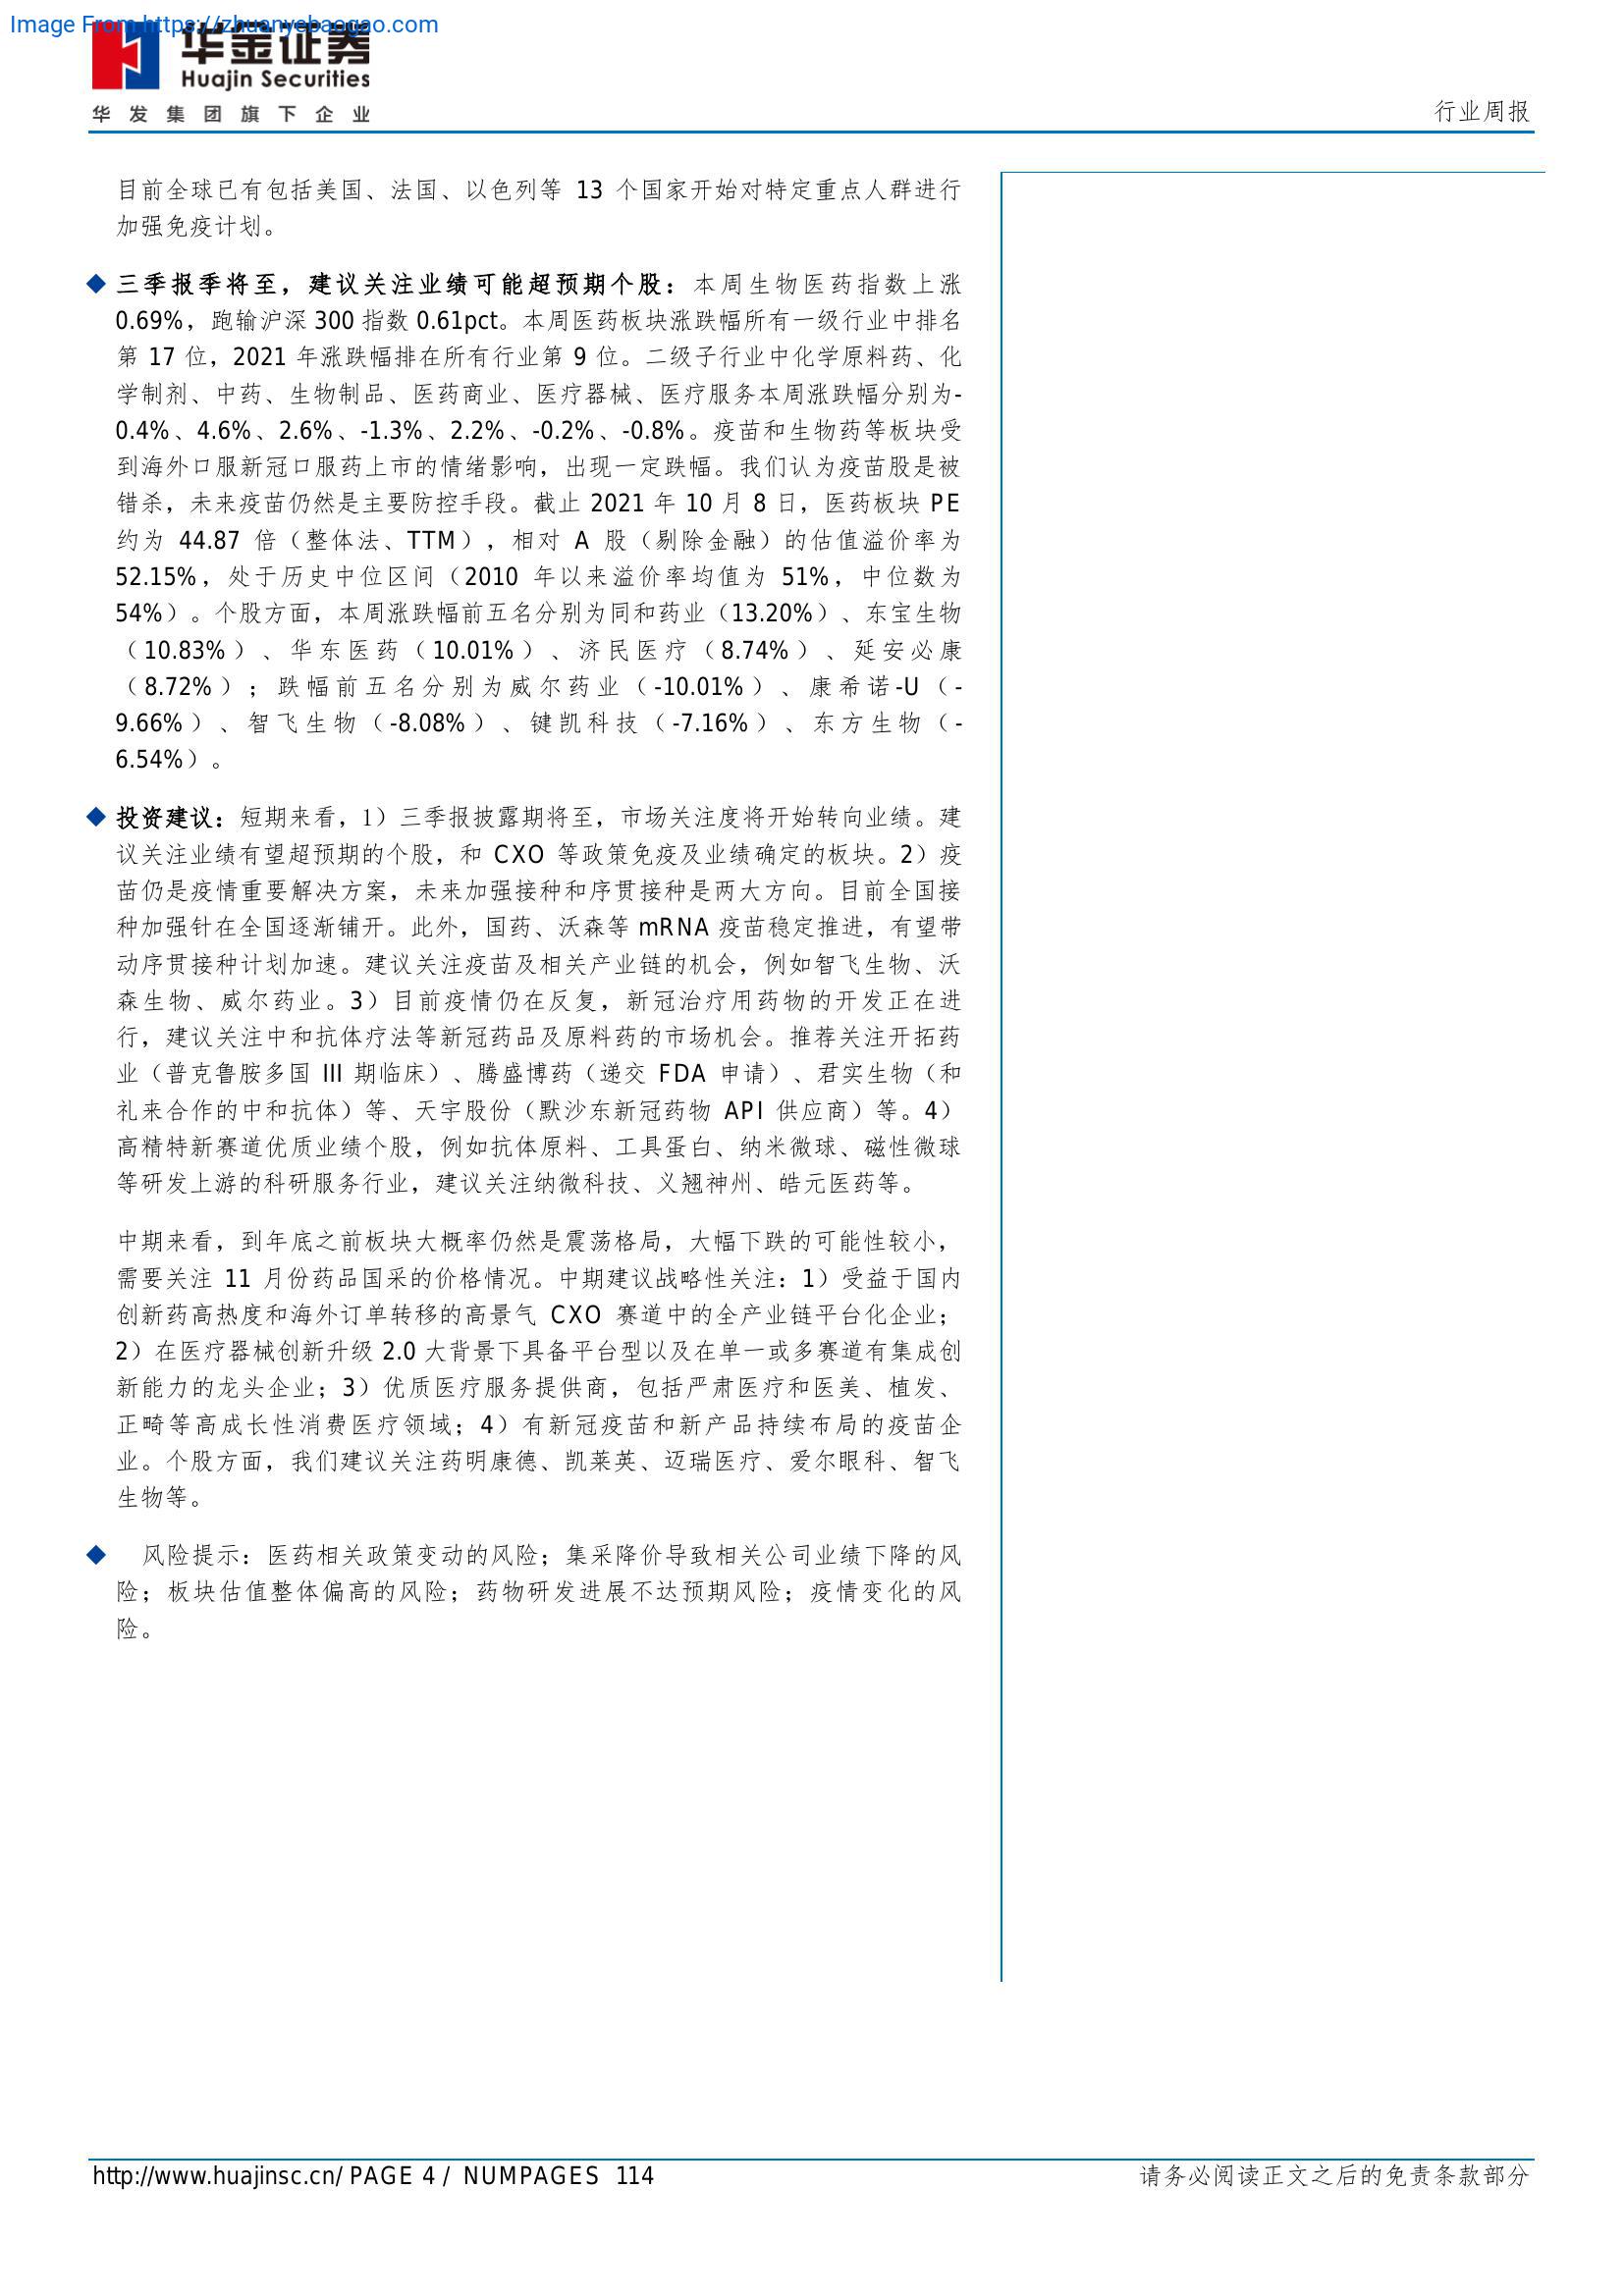 Image From https://zhuanyebaogao.com
华金证券
Huajin Securities
华发集团旗下企业
行业周报
目前全球已有包括美国、法国、以色列等 13 个国家开始对特定重点人群进行
加强免疫计划。
三季报季将至，建议关注业绩可能超预期个股：本周生物医药指数上涨
0.69%，跑输沪深 300 指数 0.61pct。本周医药板块涨跌幅所有一级行业中排名
第 17 位，2021 年涨跌幅排在所有行业第 9 位。二级子行业中化学原料药、化
学制剂、中药、生物制品、医药商业、医疗器械、医疗服务本周涨跌幅分别为-
0.4%、4.6%、2.6%、-1.3%、2.2%、-0.2%、-0.8%。疫苗和生物药等板块受
到海外口服新冠口服药上市的情绪影响，出现一定跌幅。我们认为疫苗股是被
错杀，未来疫苗仍然是主要防控手段。截止 2021 年 10 月 8 日，医药板块 PE
约为 44.87 倍（整体法、TTM），相对 A 股（剔除金融）的估值溢价率为
52.15%，处于历史中位区间（2010 年以来溢价率均值为 51%，中位数为
54%）。个股方面，本周涨跌幅前五名分别为同和药业（13.20%）、东宝生物
（10.83%）、华东医药（10.01%）、济民医疗（8.74%）、延安必康
（8.72%）；跌幅前五名分别为威尔药业（-10.01%）、康希诺-U（-
9.66%）、智飞生物（-8.08%）、键凯科技（-7.16%）、东方生物（-
6.54%）。
投资建议：短期来看，1）三季报披露期将至，市场关注度将开始转向业绩。建
议关注业绩有望超预期的个股，和 CXO 等政策免疫及业绩确定的板块。2）疫
苗仍是疫情重要解决方案，未来加强接种和序贯接种是两大方向。目前全国接
种加强针在全国逐渐铺开。此外，国药、沃森等 mRNA 疫苗稳定推进，有望带
动序贯接种计划加速。建议关注疫苗及相关产业链的机会，例如智飞生物、沃
森生物、威尔药业。3）目前疫情仍在反复，新冠治疗用药物的开发正在进
行，建议关注中和抗体疗法等新冠药品及原料药的市场机会。推荐关注开拓药
业（普克鲁胺多国 III 期临床）、腾盛博药（递交 FDA 申请）、君实生物（和
礼来合作的中和抗体）等、天宇股份（默沙东新冠药物 API 供应商）等。4）
高精特新赛道优质业绩个股，例如抗体原料、工具蛋白、纳米微球、磁性微球
等研发上游的科研服务行业，建议关注纳微科技、义翘神州、皓元医药等。
中期来看，到年底之前板块大概率仍然是震荡格局，大幅下跌的可能性较小，
需要关注 11 月份药品国采的价格情况。中期建议战略性关注：1）受益于国内
创新药高热度和海外订单转移的高景气 CXO 赛道中的全产业链平台化企业；
2）在医疗器械创新升级 2.0 大背景下具备平台型以及在单一或多赛道有集成创
新能力的龙头企业；3）优质医疗服务提供商，包括严肃医疗和医美、植发、
正畸等高成长性消费医疗领域；4）有新冠疫苗和新产品持续布局的疫苗企
业。个股方面，我们建议关注药明康德、凯莱英、迈瑞医疗、爱尔眼科、智飞
生物等。
风险提示：医药相关政策变动的风险；集采降价导致相关公司业绩下降的风
险；板块估值整体偏高的风险；药物研发进展不达预期风险；疫情变化的风
险。
http://www.huajinsc.cn/ PAGE 4 / NUMPAGES 114
请务必阅读正文之后的免责条款部分